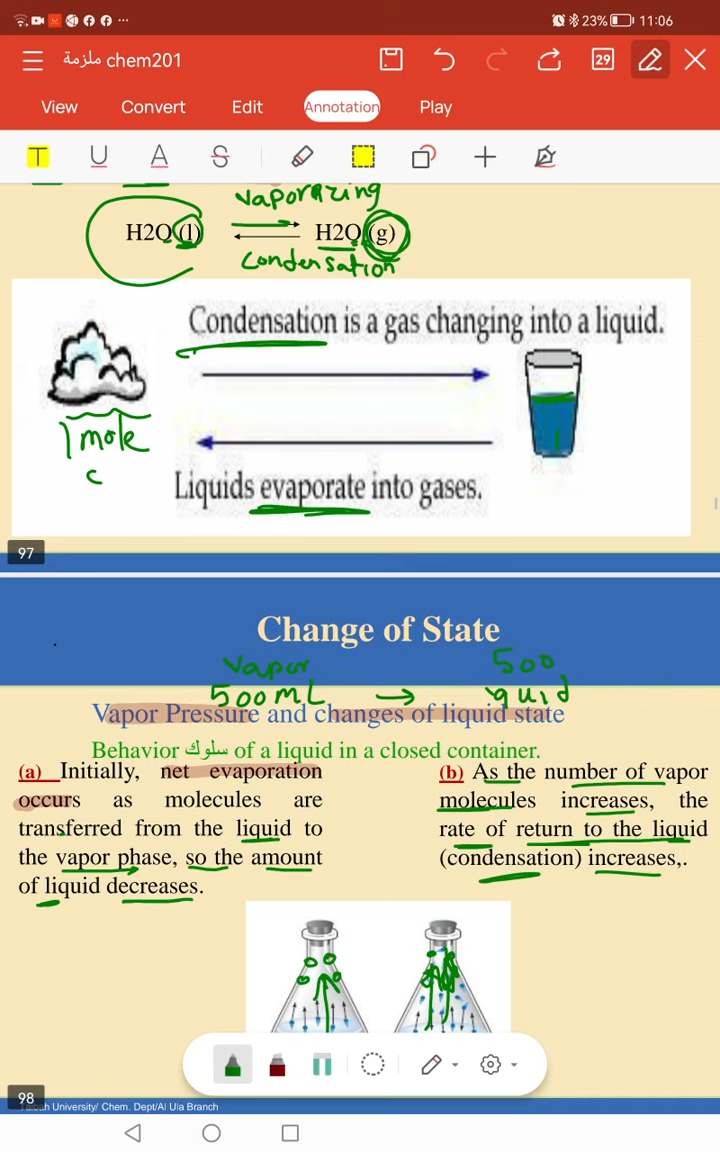 23% 11:06
ملزمة chem201
29
View Convert Edit Annotation Play
T U A S
vaporazing
H2O(l) H2O(g)
Condensation
Condensation is a gas changing into a liquid.
1 mole
c
Liquids evaporate into gases.
97
Change of State
vapor 500
500 mL → quid
Vapor Pressure and changes of liquid state
Behavior سلوك of a liquid in a closed container.
(a) Initially, net evaporation
occurs as molecules are
transferred from the liquid to
the vapor phase, so the amount
of liquid decreases.
(b) As the number of vapor
molecules increases, the
rate of return to the liquid
(condensation) increases,.
98
University/ Chem. Dept/Al Ula Branch